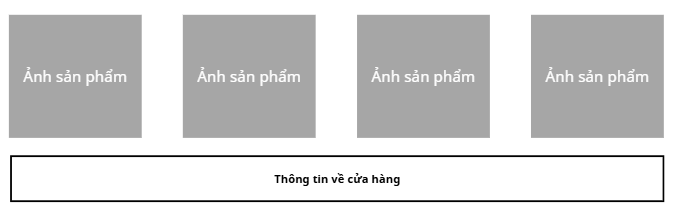 Ảnh sản phẩm Ảnh sản phẩm Ảnh sản phẩm Ảnh sản phẩm
Thông tin về cửa hàng